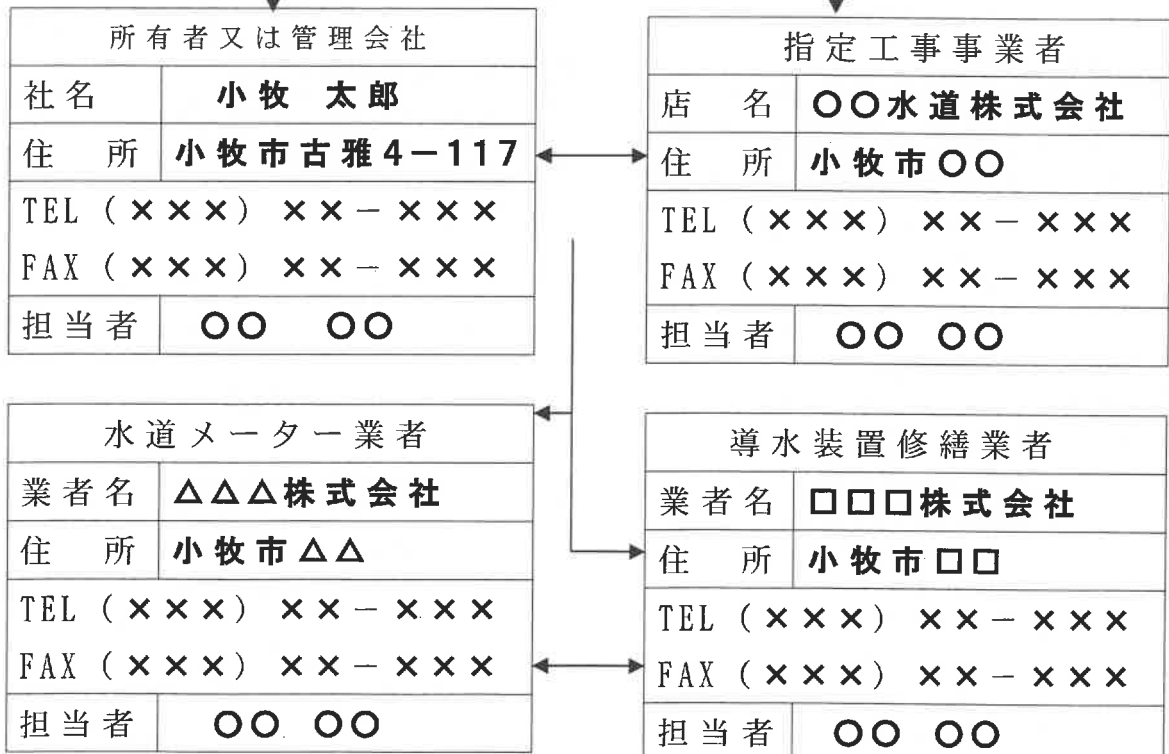 所有者又は管理会社
社名 小牧 太郎
住所 小牧市古雅4－117
TEL (×××) ××－×××
FAX (×××) ××－×××
担当者 〇〇 〇〇
指定工事事業者
店名 〇〇水道株式会社
住所 小牧市〇〇
TEL (×××) ××－×××
FAX (×××) ××－×××
担当者 〇〇 〇〇
水道メーター業者
業者名 △△△株式会社
住所 小牧市△△
TEL (×××) ××－×××
FAX (×××) ××－×××
担当者 〇〇 〇〇
導水装置修繕業者
業者名 □□□株式会社
住所 小牧市□□
TEL (×××) ××－×××
FAX (×××) ××－×××
担当者 〇〇 〇〇